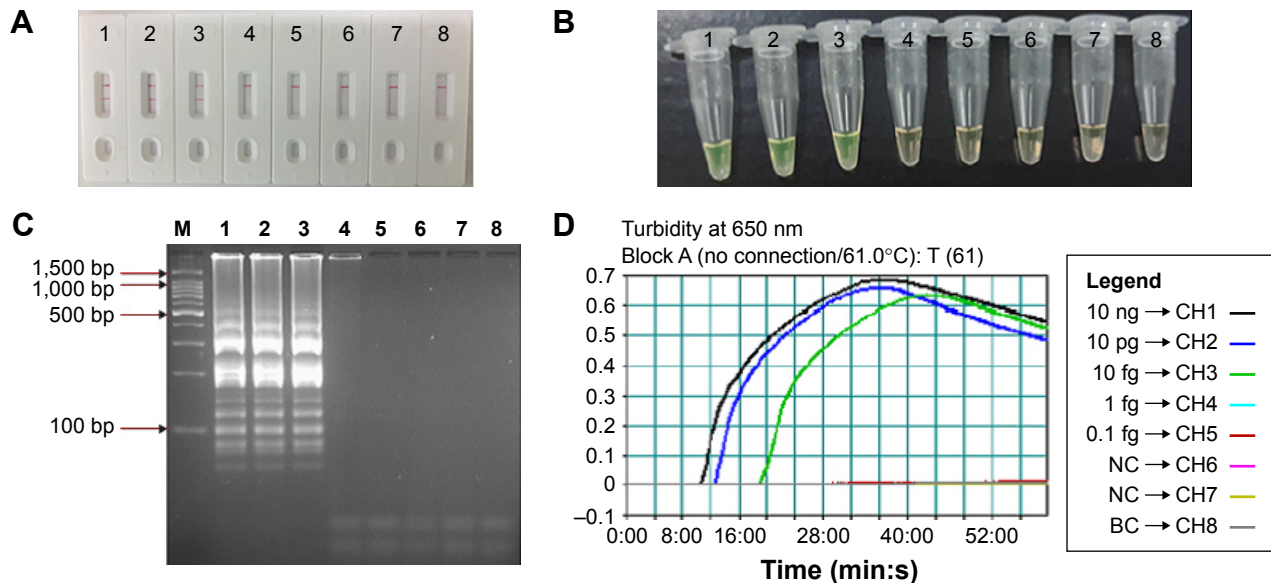 A
1 2 3 4 5 6 7 8
B
1 2 3 4 5 6 7 8
C
M 1 2 3 4 5 6 7 8
1,500 bp
1,000 bp
500 bp
100 bp
D
Turbidity at 650 nm
Block A (no connection/61.0°C): T (61)
0.7
0.6
0.5
0.4
0.3
0.2
0.1
0
–0.1
0:00 8:00 16:00 28:00 40:00 52:00
Time (min:s)
Legend
10 ng → CH1
10 pg → CH2
10 fg → CH3
1 fg → CH4
0.1 fg → CH5
NC → CH6
NC → CH7
BC → CH8